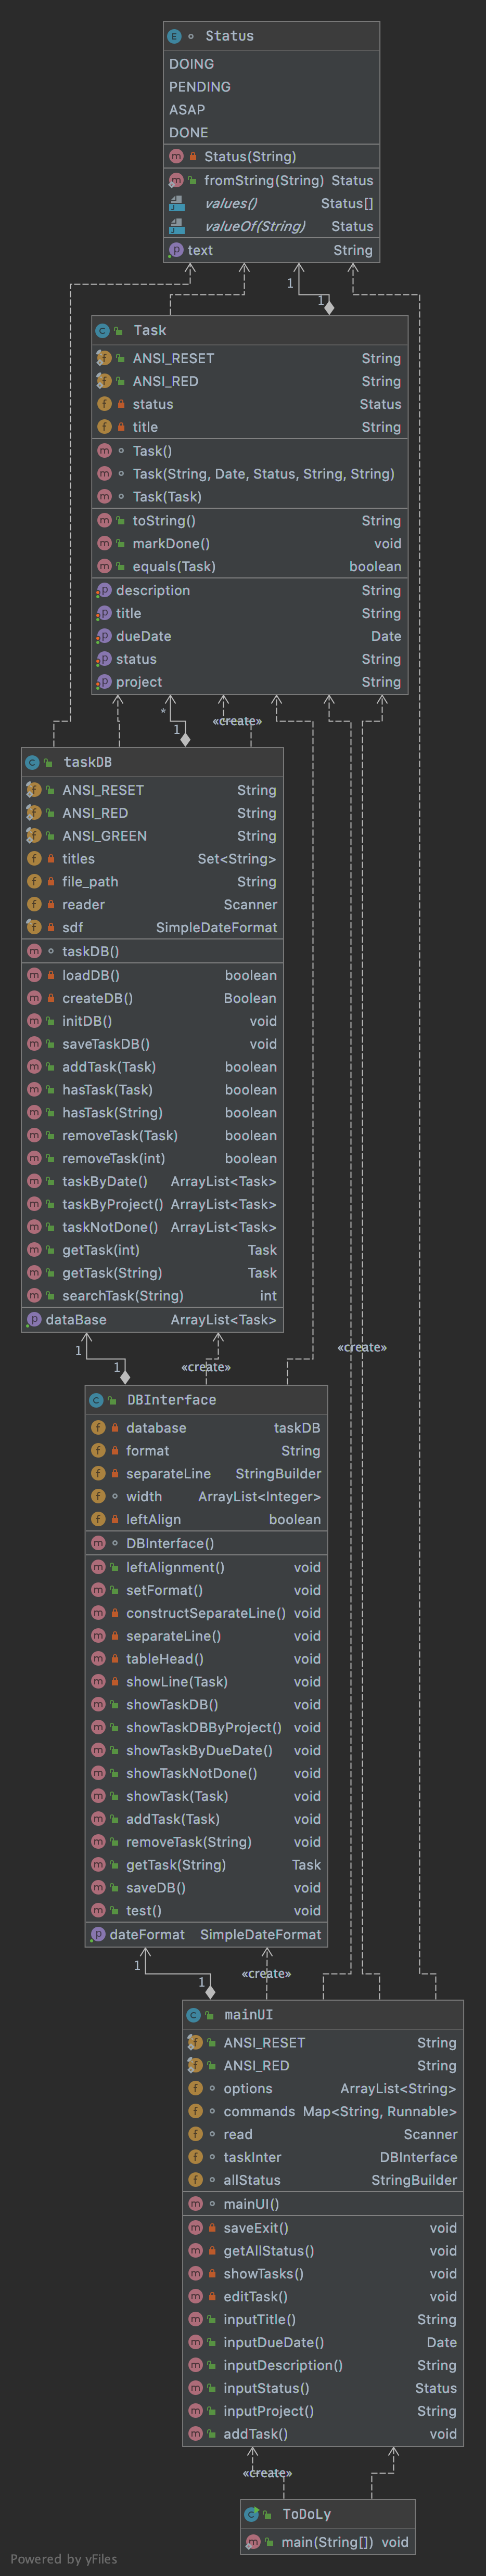 Status
DOING
PENDING
ASAP
DONE
Status(String)
fromString(String) Status
values() Status[]
valueOf(String) Status
text String
1
1
Task
ANSI_RESET String
ANSI_RED String
status Status
title String
Task()
Task(String, Date, Status, String, String)
Task(Task)
toString() String
markDone() void
equals(Task) boolean
description String
title String
dueDate Date
status String
project String
*
1
«create»
taskDB
ANSI_RESET String
ANSI_RED String
ANSI_GREEN String
titles Set<String>
file_path String
reader Scanner
sdf SimpleDateFormat
taskDB()
loadDB() boolean
createDB() Boolean
initDB() void
saveTaskDB() void
addTask(Task) boolean
hasTask(Task) boolean
hasTask(String) boolean
removeTask(Task) boolean
removeTask(int) boolean
taskByDate() ArrayList<Task>
taskByProject() ArrayList<Task>
taskNotDone() ArrayList<Task>
getTask(int) Task
getTask(String) Task
searchTask(String) int
dataBase ArrayList<Task>
«create»
1
1
«create»
DBInterface
database taskDB
format String
separateLine StringBuilder
width ArrayList<Integer>
leftAlign boolean
DBInterface()
leftAlignment() void
setFormat() void
constructSeparateLine() void
separateLine() void
tableHead() void
showLine(Task) void
showTaskDB() void
showTaskDBByProject() void
showTaskByDueDate() void
showTaskNotDone() void
showTask(Task) void
addTask(Task) void
removeTask(String) void
getTask(String) Task
saveDB() void
test() void
dateFormat SimpleDateFormat
1
1
«create»
mainUI
ANSI_RESET String
ANSI_RED String
options ArrayList<String>
commands Map<String, Runnable>
read Scanner
taskInter DBInterface
allStatus StringBuilder
mainUI()
saveExit() void
getAllStatus() void
showTasks() void
editTask() void
inputTitle() String
inputDueDate() Date
inputDescription() String
inputStatus() Status
inputProject() String
addTask() void
«create»
ToDoLy
main(String[]) void
Powered by yFiles